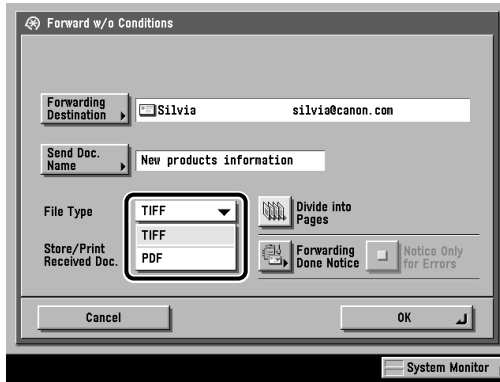 Forward w/o Conditions
Forwarding
Destination
Silvia silvia@canon.com
Send Doc.
Name
New products information
File Type
TIFF
Divide into
Pages
TIFF
Store/Print
Received Doc.
PDF
Forwarding
Done Notice
Notice Only
for Errors
Cancel
OK
System Monitor